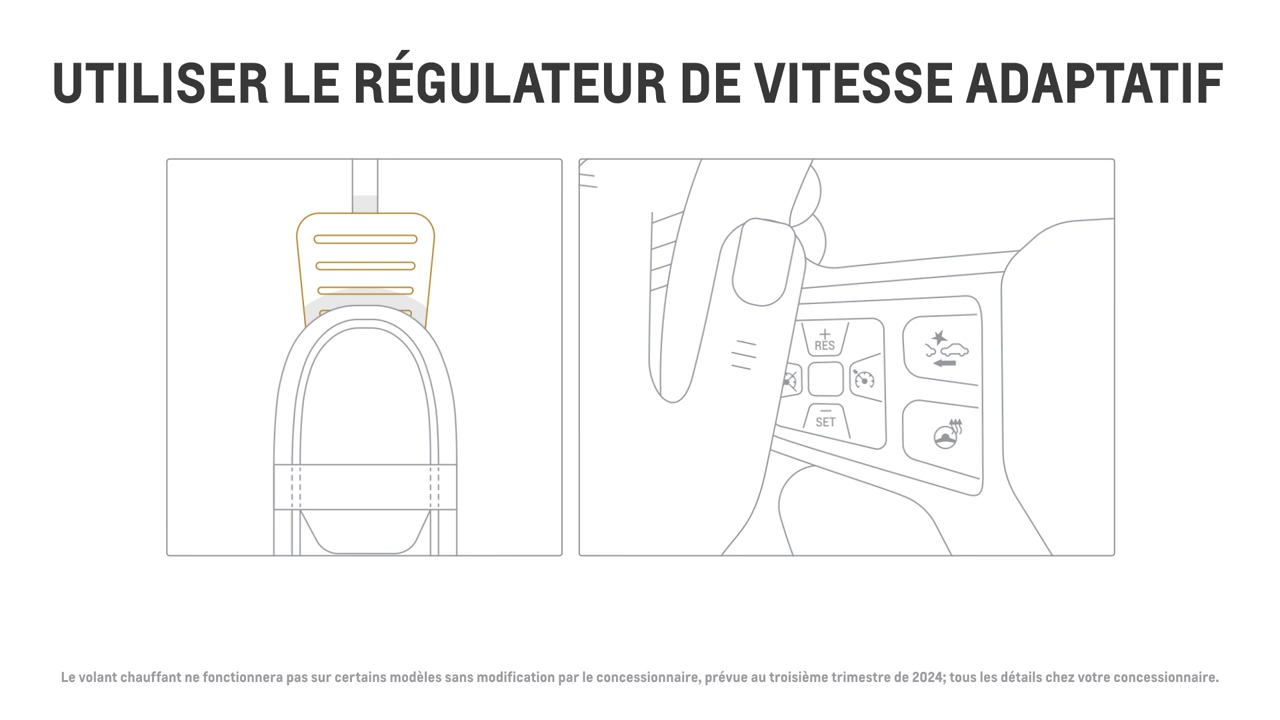 UTILISER LE RÉGULATEUR DE VITESSE ADAPTATIF
+
RES
−
SET
Le volant chauffant ne fonctionnera pas sur certains modèles sans modification par le concessionnaire, prévue au troisième trimestre de 2024; tous les détails chez votre concessionnaire.